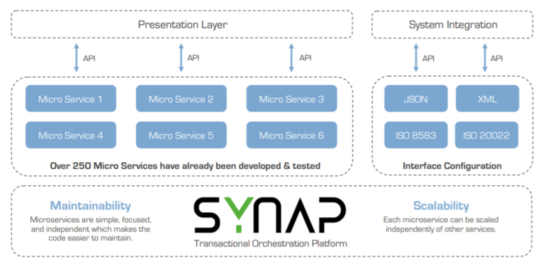 Presentation Layer
System Integration
API
API
API
API
API
Micro Service 1
Micro Service 2
Micro Service 3
JSON
XML
Micro Service 4
Micro Service 5
Micro Service 6
ISO 8583
ISO 20022
Over 250 Micro Services have already been developed & tested
Interface Configuration
Maintainability
Microservices are simple, focused,
and independent which makes the
code easier to maintain.
SYNAP
Transactional Orchestration Platform
Scalability
Each microservice can be scaled
independently of other services.